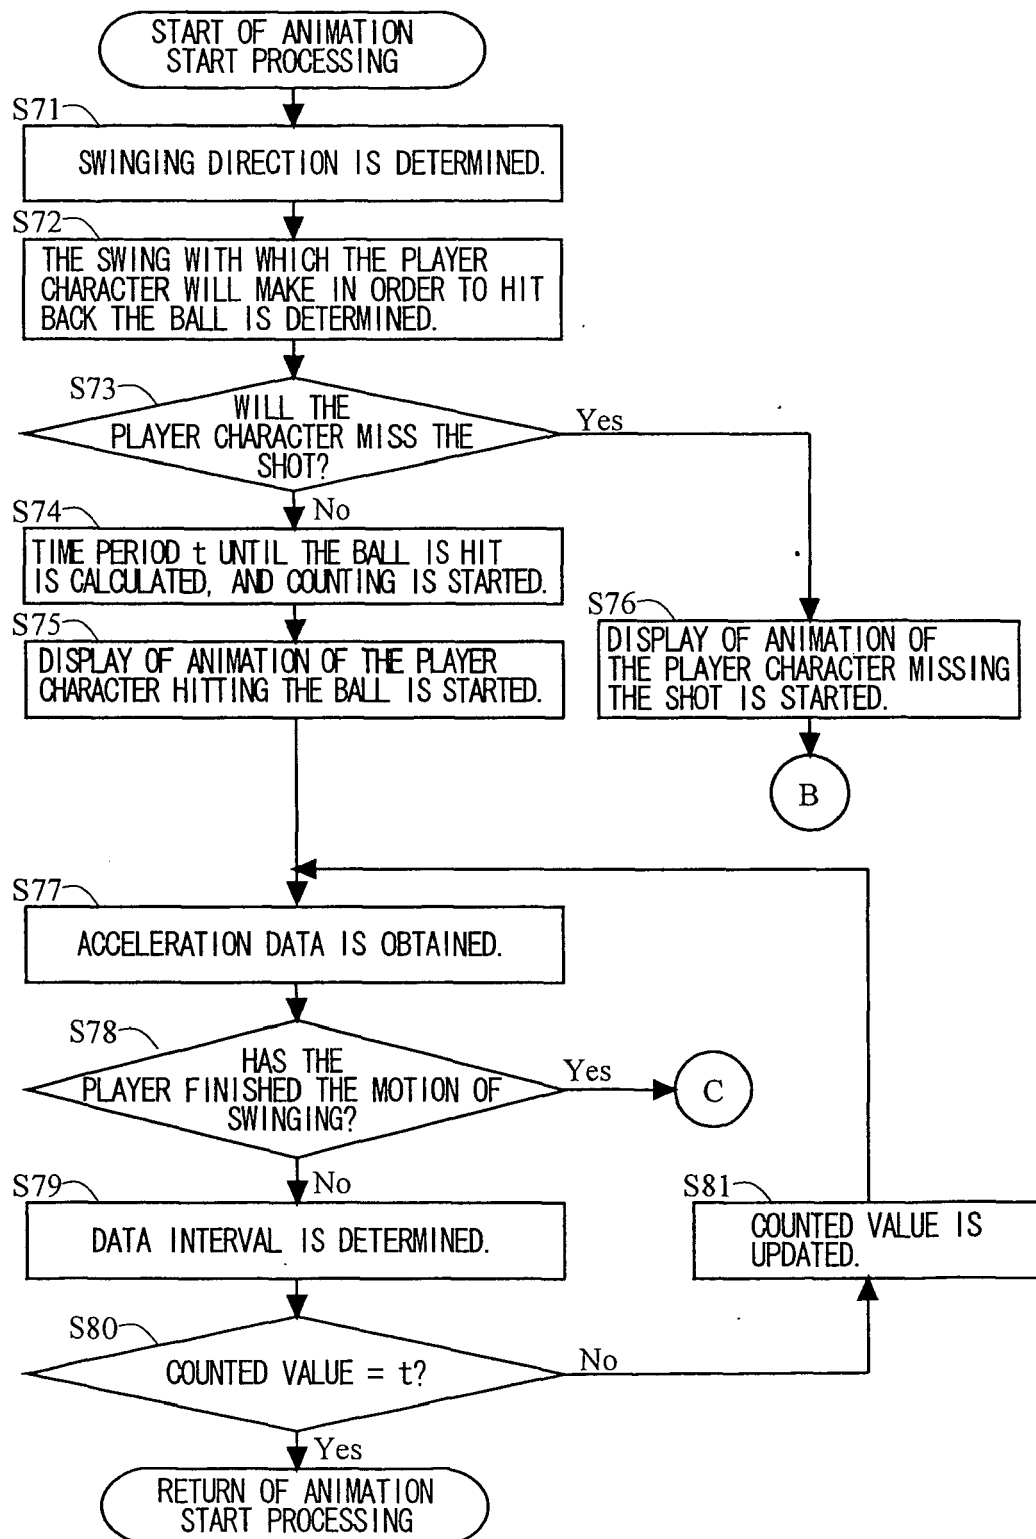 START OF ANIMATION
START PROCESSING
S71
SWINGING DIRECTION IS DETERMINED.
S72
THE SWING WITH WHICH THE PLAYER
CHARACTER WILL MAKE IN ORDER TO HIT
BACK THE BALL IS DETERMINED.
S73
WILL THE
PLAYER CHARACTER MISS THE
SHOT?
Yes
No
S74
TIME PERIOD t UNTIL THE BALL IS HIT
IS CALCULATED, AND COUNTING IS STARTED.
S75
DISPLAY OF ANIMATION OF THE PLAYER
CHARACTER HITTING THE BALL IS STARTED.
S76
DISPLAY OF ANIMATION OF
THE PLAYER CHARACTER MISSING
THE SHOT IS STARTED.
B
S77
ACCELERATION DATA IS OBTAINED.
S78
HAS THE
PLAYER FINISHED THE MOTION OF
SWINGING?
Yes
C
No
S79
DATA INTERVAL IS DETERMINED.
S81
COUNTED VALUE IS
UPDATED.
S80
COUNTED VALUE = t?
No
Yes
RETURN OF ANIMATION
START PROCESSING